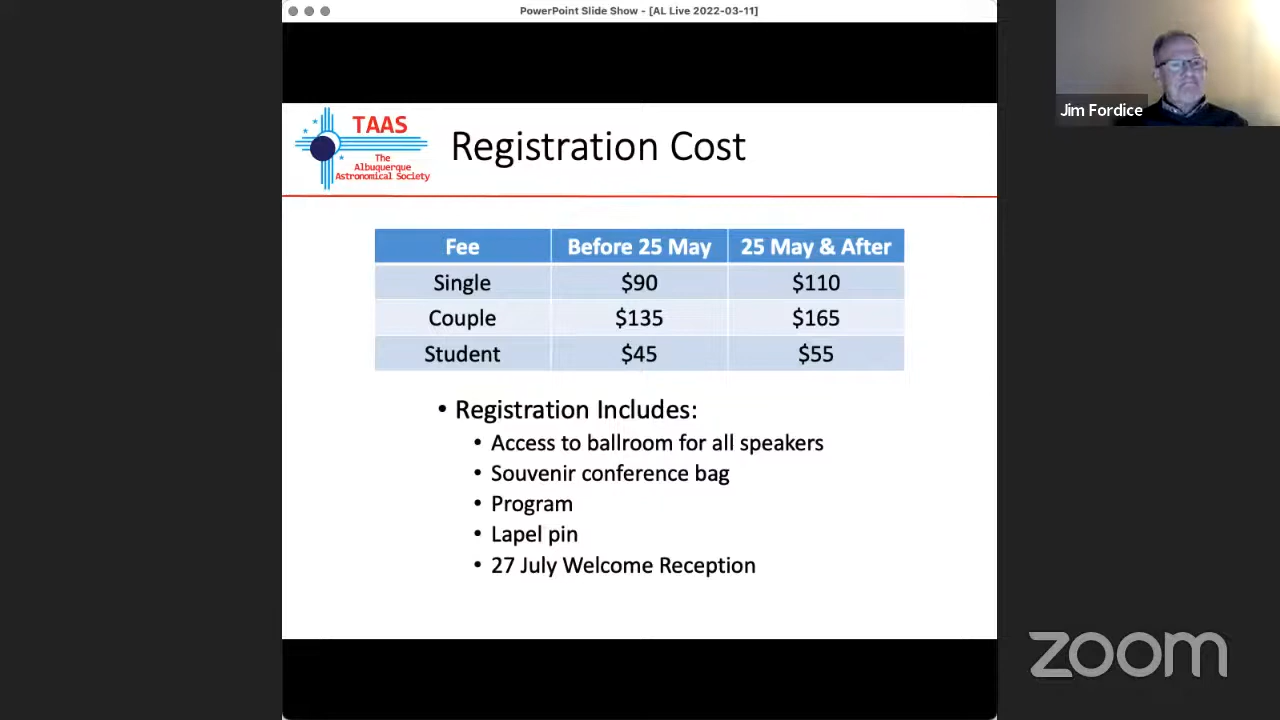 PowerPoint Slide Show - [AL Live 2022-03-11]
Jim Fordice
TAAS
The
Albuquerque
Astronomical Society
Registration Cost
Fee Before 25 May 25 May & After
Single $90 $110
Couple $135 $165
Student $45 $55
• Registration Includes:
• Access to ballroom for all speakers
• Souvenir conference bag
• Program
• Lapel pin
• 27 July Welcome Reception
zoom